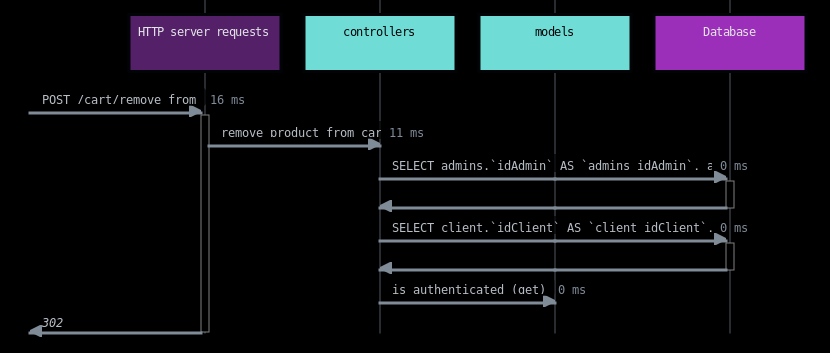 HTTP server requests
controllers
models
Database
POST /cart/remove from 16 ms
remove product from car 11 ms
SELECT admins.`idAdmin` AS `admins idAdmin`. a 0 ms
SELECT client.`idClient` AS `client idClient`. 0 ms
is authenticated (get) 0 ms
302